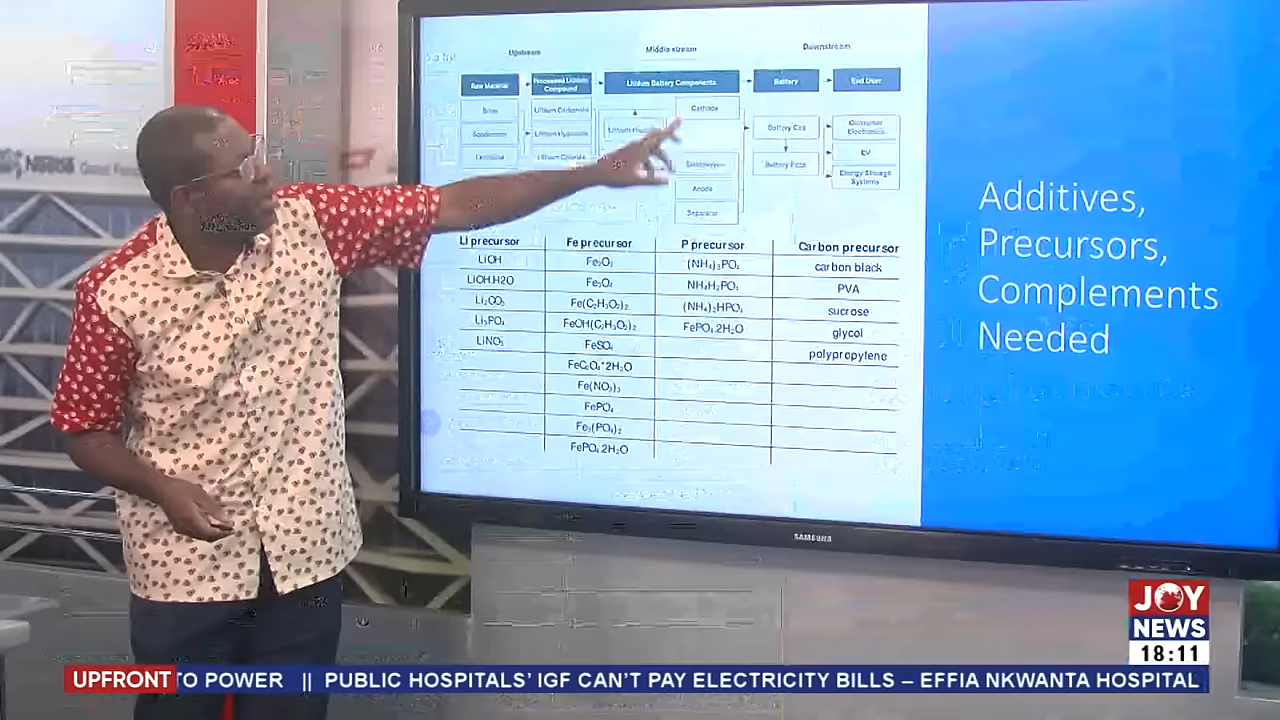 Upstream
Middle stream
Downstream
Raw Material
Processed Lithium Compound
Lithium Battery Components
Battery
End User
Brine
Lithium Carbonate
Cathode
Lithium Hydroxide
Battery Cell
Consumer Electronics
Lithium Chloride
Battery Pack
EV
Anode
Energy Storage Systems
Separator
Li precursor Fe precursor P precursor Carbon precursor
LiOH Fe₂O₃ (NH₄)₃PO₄ carbon black
LiOH.H2O Fe₃O₄ NH₄H₂PO₄ PVA
Li₂CO₃ Fe(C₂H₃O₂)₂ (NH₄)₂HPO₄ sucrose
Li₃PO₄ FeOH(C₂H₃O₂)₂ FePO₄.2H₂O glycol
LiNO₃ FeSO₄ polypropylene
FeC₂O₄*2H₂O
Fe(NO₃)₃
FePO₄
Fe₃(PO₄)₂
FePO₄.2H₂O
Additives,
Precursors,
Complements
Needed
SAMSUNG
JOY
NEWS
18:11
UPFRONT TO POWER || PUBLIC HOSPITALS' IGF CAN'T PAY ELECTRICITY BILLS – EFFIA NKWANTA HOSPITAL